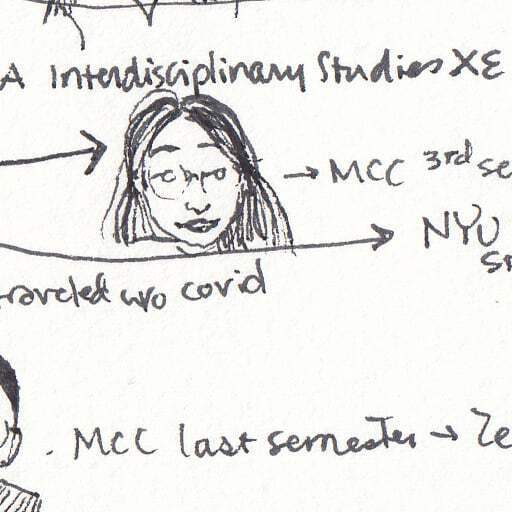 A Interdisciplinary Studies XE
→ MCC 3rd se
NYU
traveled w/o covid
. MCC last semester → Ze